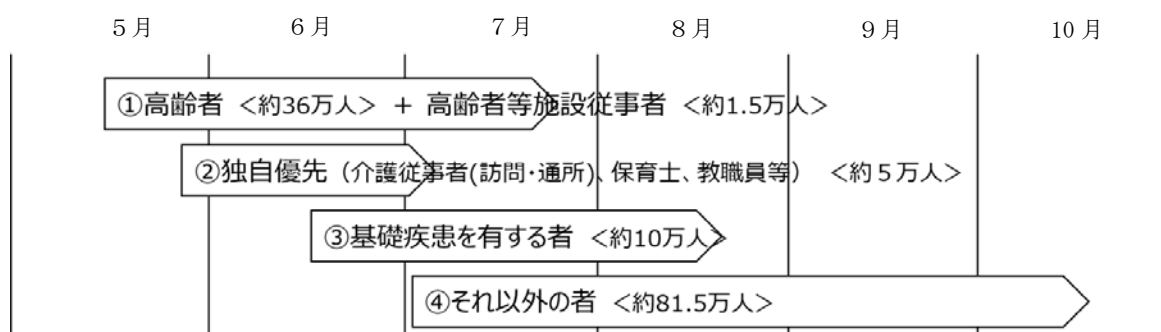 5月 6月 7月 8月 9月 10月
①高齢者 <約36万人> + 高齢者等施設従事者 <約1.5万人>
②独自優先(介護従事者(訪問・通所)、保育士、教職員等) <約5万人>
③基礎疾患を有する者 <約10万人>
④それ以外の者 <約81.5万人>